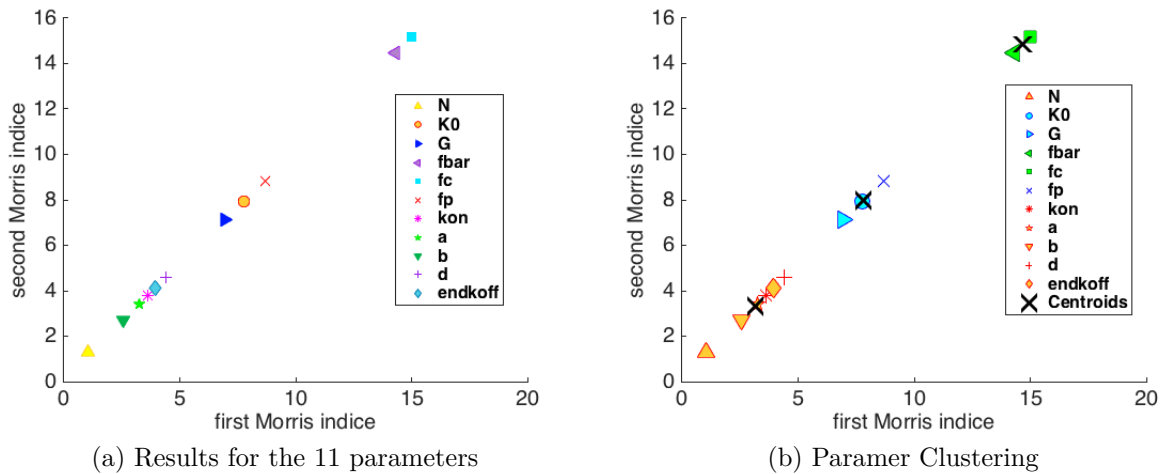 16
14
12
10
8
6
4
2
0
second Morris indice
0 5 10 15 20
first Morris indice
N
K0
G
fbar
fc
fp
kon
a
b
d
endkoff
(a) Results for the 11 parameters
16
14
12
10
8
6
4
2
0
second Morris indice
0 5 10 15 20
first Morris indice
N
K0
G
fbar
fc
fp
kon
a
b
d
endkoff
Centroids
(b) Paramer Clustering